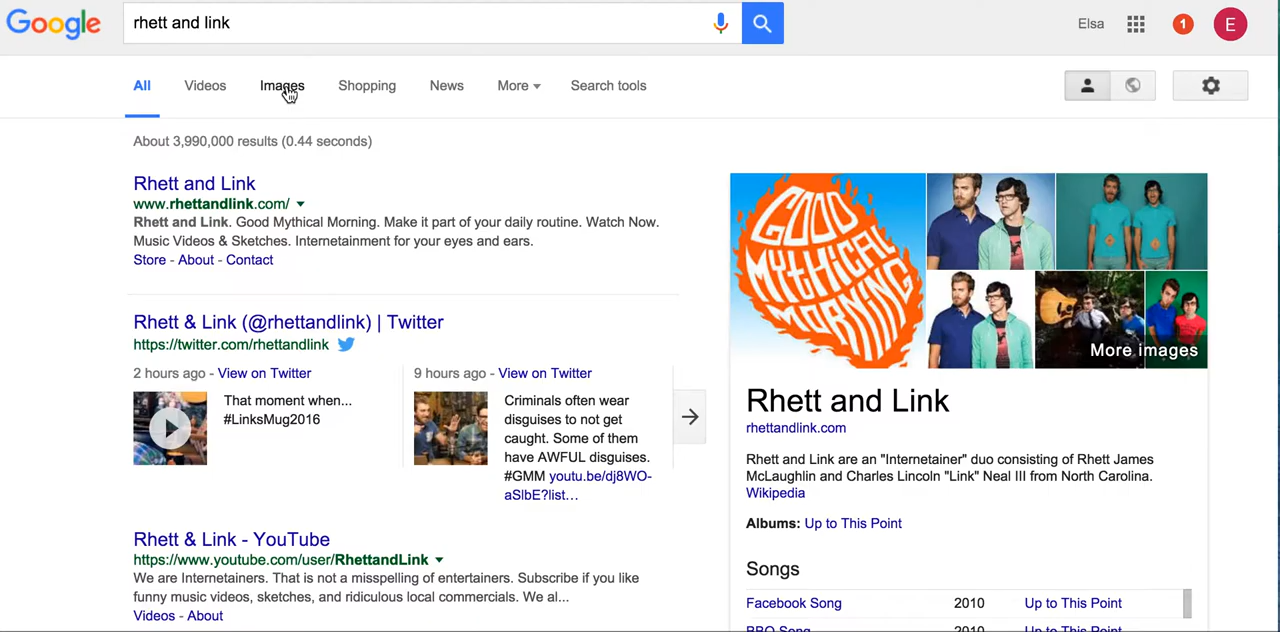 Google
rhett and link
Elsa
1
E
All Videos Images Shopping News More Search tools
About 3,990,000 results (0.44 seconds)
Rhett and Link
www.rhettandlink.com/
Rhett and Link. Good Mythical Morning. Make it part of your daily routine. Watch Now.
Music Videos & Sketches. Internetainment for your eyes and ears.
Store - About - Contact
Rhett & Link (@rhettandlink) | Twitter
https://twitter.com/rhettandlink
2 hours ago - View on Twitter
That moment when...
#LinksMug2016
9 hours ago - View on Twitter
Criminals often wear
disguises to not get
caught. Some of them
have AWFUL disguises.
#GMM youtu.be/dj8WO-
aSlbE?list…
Rhett & Link - YouTube
https://www.youtube.com/user/RhettandLink
We are Internetainers. That is not a misspelling of entertainers. Subscribe if you like
funny music videos, sketches, and ridiculous local commercials. We al...
Videos - About
GOOD
MYTHICAL
MORNING
More images
Rhett and Link
rhettandlink.com
Rhett and Link are an "Internetainer" duo consisting of Rhett James
McLaughlin and Charles Lincoln "Link" Neal III from North Carolina.
Wikipedia
Albums: Up to This Point
Songs
Facebook Song 2010 Up to This Point
BBQ Song 2010 Up to This Point